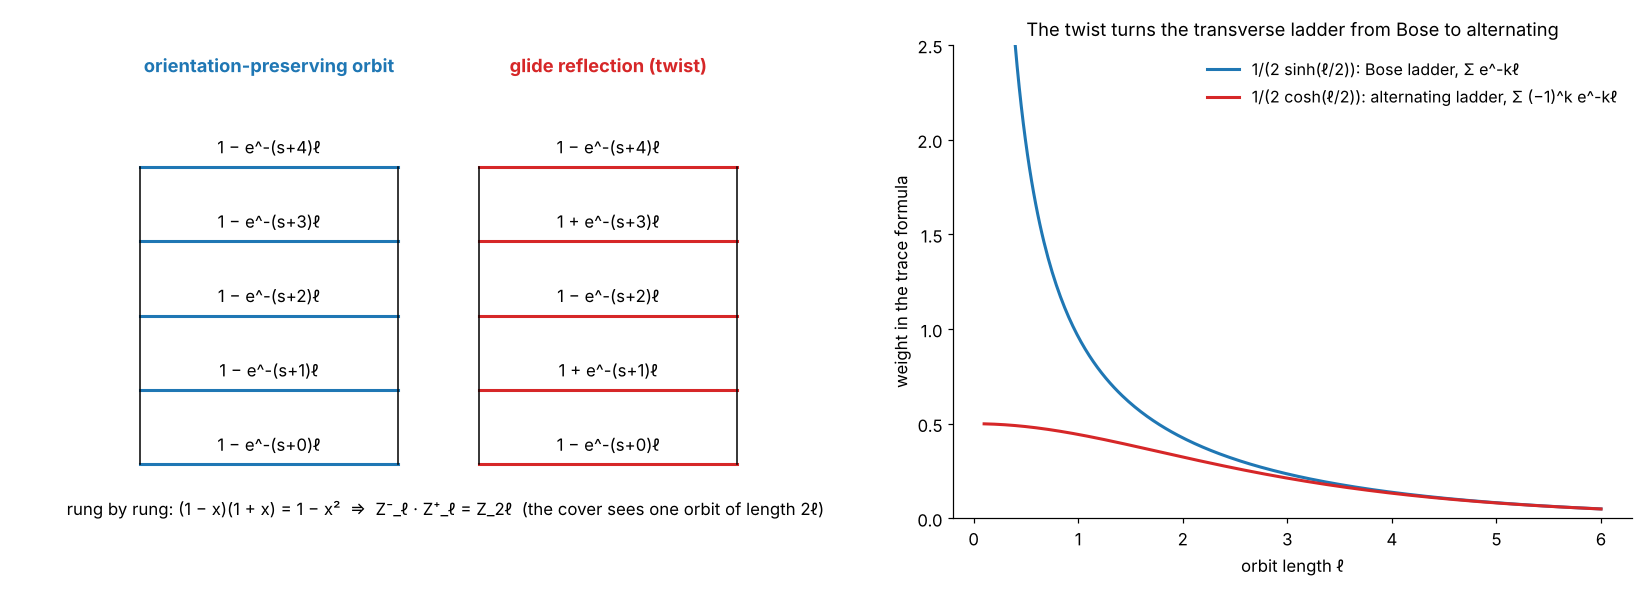 orientation-preserving orbit
1 − e^-(s+4)ℓ
1 − e^-(s+3)ℓ
1 − e^-(s+2)ℓ
1 − e^-(s+1)ℓ
1 − e^-(s+0)ℓ
glide reflection (twist)
1 − e^-(s+4)ℓ
1 + e^-(s+3)ℓ
1 − e^-(s+2)ℓ
1 + e^-(s+1)ℓ
1 − e^-(s+0)ℓ
rung by rung: (1 − x)(1 + x) = 1 − x² ⇒ Z⁻_ℓ · Z⁺_ℓ = Z_2ℓ (the cover sees one orbit of length 2ℓ)
The twist turns the transverse ladder from Bose to alternating
1/(2 sinh(ℓ/2)): Bose ladder, Σ e^-kℓ
1/(2 cosh(ℓ/2)): alternating ladder, Σ (−1)^k e^-kℓ
weight in the trace formula
2.5
2.0
1.5
1.0
0.5
0.0
0 1 2 3 4 5 6
orbit length ℓ